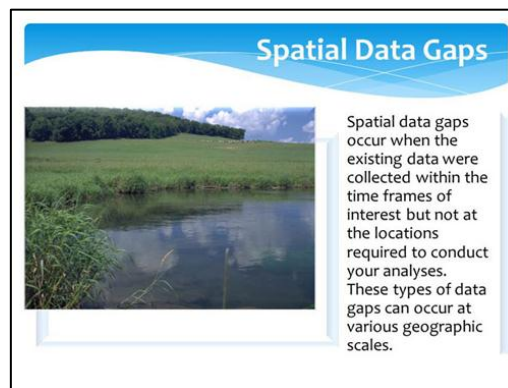 Spatial Data Gaps
Spatial data gaps
occur when the
existing data were
collected within the
time frames of
interest but not at
the locations
required to conduct
your analyses.
These types of data
gaps can occur at
various geographic
scales.